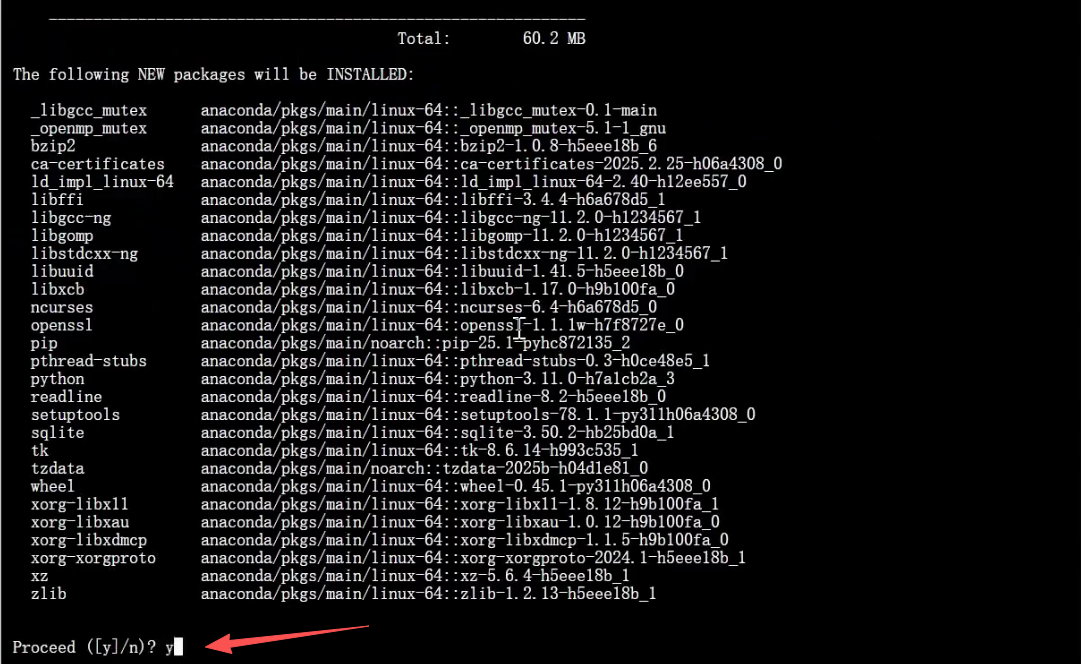 Total: 60.2 MB
The following NEW packages will be INSTALLED:
_libgcc_mutex anaconda/pkgs/main/linux-64::_libgcc_mutex-0.1-main
_openmp_mutex anaconda/pkgs/main/linux-64::_openmp_mutex-5.1-1_gnu
bzip2 anaconda/pkgs/main/linux-64::bzip2-1.0.8-h5eee18b_6
ca-certificates anaconda/pkgs/main/linux-64::ca-certificates-2025.2.25-h06a4308_0
ld_impl_linux-64 anaconda/pkgs/main/linux-64::ld_impl_linux-64-2.40-h12ee557_0
libffi anaconda/pkgs/main/linux-64::libffi-3.4.4-h6a678d5_1
libgcc-ng anaconda/pkgs/main/linux-64::libgcc-ng-11.2.0-h1234567_1
libgomp anaconda/pkgs/main/linux-64::libgomp-11.2.0-h1234567_1
libstdcxx-ng anaconda/pkgs/main/linux-64::libstdcxx-ng-11.2.0-h1234567_1
libuuid anaconda/pkgs/main/linux-64::libuuid-1.41.5-h5eee18b_0
libxcb anaconda/pkgs/main/linux-64::libxcb-1.17.0-h9b100fa_0
ncurses anaconda/pkgs/main/linux-64::ncurses-6.4-h6a678d5_0
openssl anaconda/pkgs/main/linux-64::openssl-1.1.1w-h7f8727e_0
pip anaconda/pkgs/main/noarch::pip-25.1-pyhc872135_2
pthread-stubs anaconda/pkgs/main/linux-64::pthread-stubs-0.3-h0ce48e5_1
python anaconda/pkgs/main/linux-64::python-3.11.0-h7a1cb2a_3
readline anaconda/pkgs/main/linux-64::readline-8.2-h5eee18b_0
setuptools anaconda/pkgs/main/linux-64::setuptools-78.1.1-py311h06a4308_0
sqlite anaconda/pkgs/main/linux-64::sqlite-3.50.2-hb25bd0a_1
tk anaconda/pkgs/main/linux-64::tk-8.6.14-h993c535_1
tzdata anaconda/pkgs/main/noarch::tzdata-2025b-h04d1e81_0
wheel anaconda/pkgs/main/linux-64::wheel-0.45.1-py311h06a4308_0
xorg-libx11 anaconda/pkgs/main/linux-64::xorg-libx11-1.8.12-h9b100fa_1
xorg-libxau anaconda/pkgs/main/linux-64::xorg-libxau-1.0.12-h9b100fa_0
xorg-libxdmcp anaconda/pkgs/main/linux-64::xorg-libxdmcp-1.1.5-h9b100fa_0
xorg-xorgproto anaconda/pkgs/main/linux-64::xorg-xorgproto-2024.1-h5eee18b_1
xz anaconda/pkgs/main/linux-64::xz-5.6.4-h5eee18b_1
zlib anaconda/pkgs/main/linux-64::zlib-1.2.13-h5eee18b_1
Proceed ([y]/n)? y